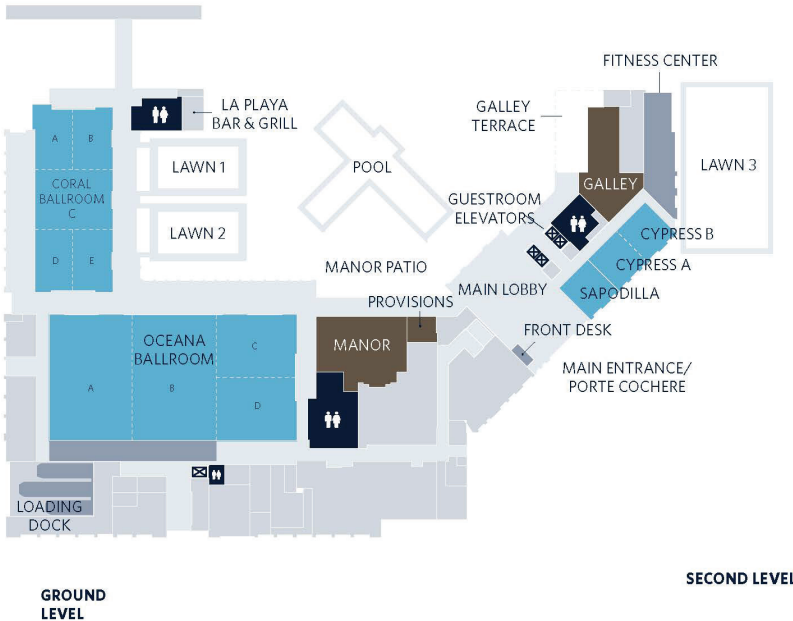 FITNESS CENTER
LA PLAYA
BAR & GRILL
GALLEY
TERRACE
A
B
LAWN 1
POOL
LAWN 3
CORAL
BALLROOM
C
GALLEY
GUESTROOM
ELEVATORS
LAWN 2
CYPRESS B
D
E
CYPRESS A
MANOR PATIO
MAIN LOBBY
SAPODILLA
PROVISIONS
OCEANA
BALLROOM
C
MANOR
FRONT DESK
A
B
D
MAIN ENTRANCE/
PORTE COCHERE
LOADING
DOCK
SECOND LEVEL
GROUND
LEVEL